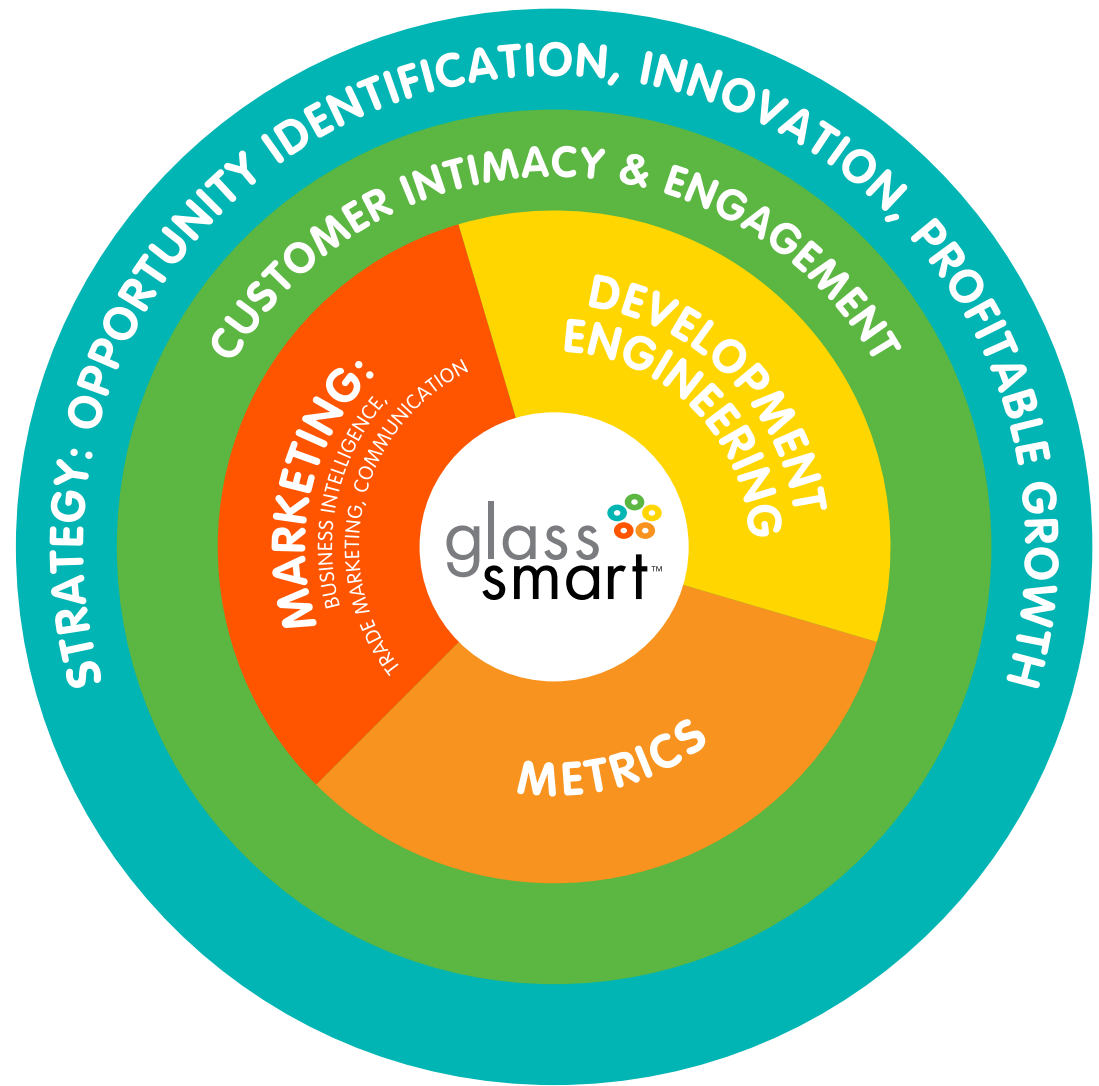 STRATEGY: OPPORTUNITY IDENTIFICATION, INNOVATION, PROFITABLE GROWTH
CUSTOMER INTIMACY & ENGAGEMENT
MARKETING:
BUSINESS INTELLIGENCE,
TRADE MARKETING, COMMUNICATION
DEVELOPMENT
ENGINEERING
METRICS
glass
smart™